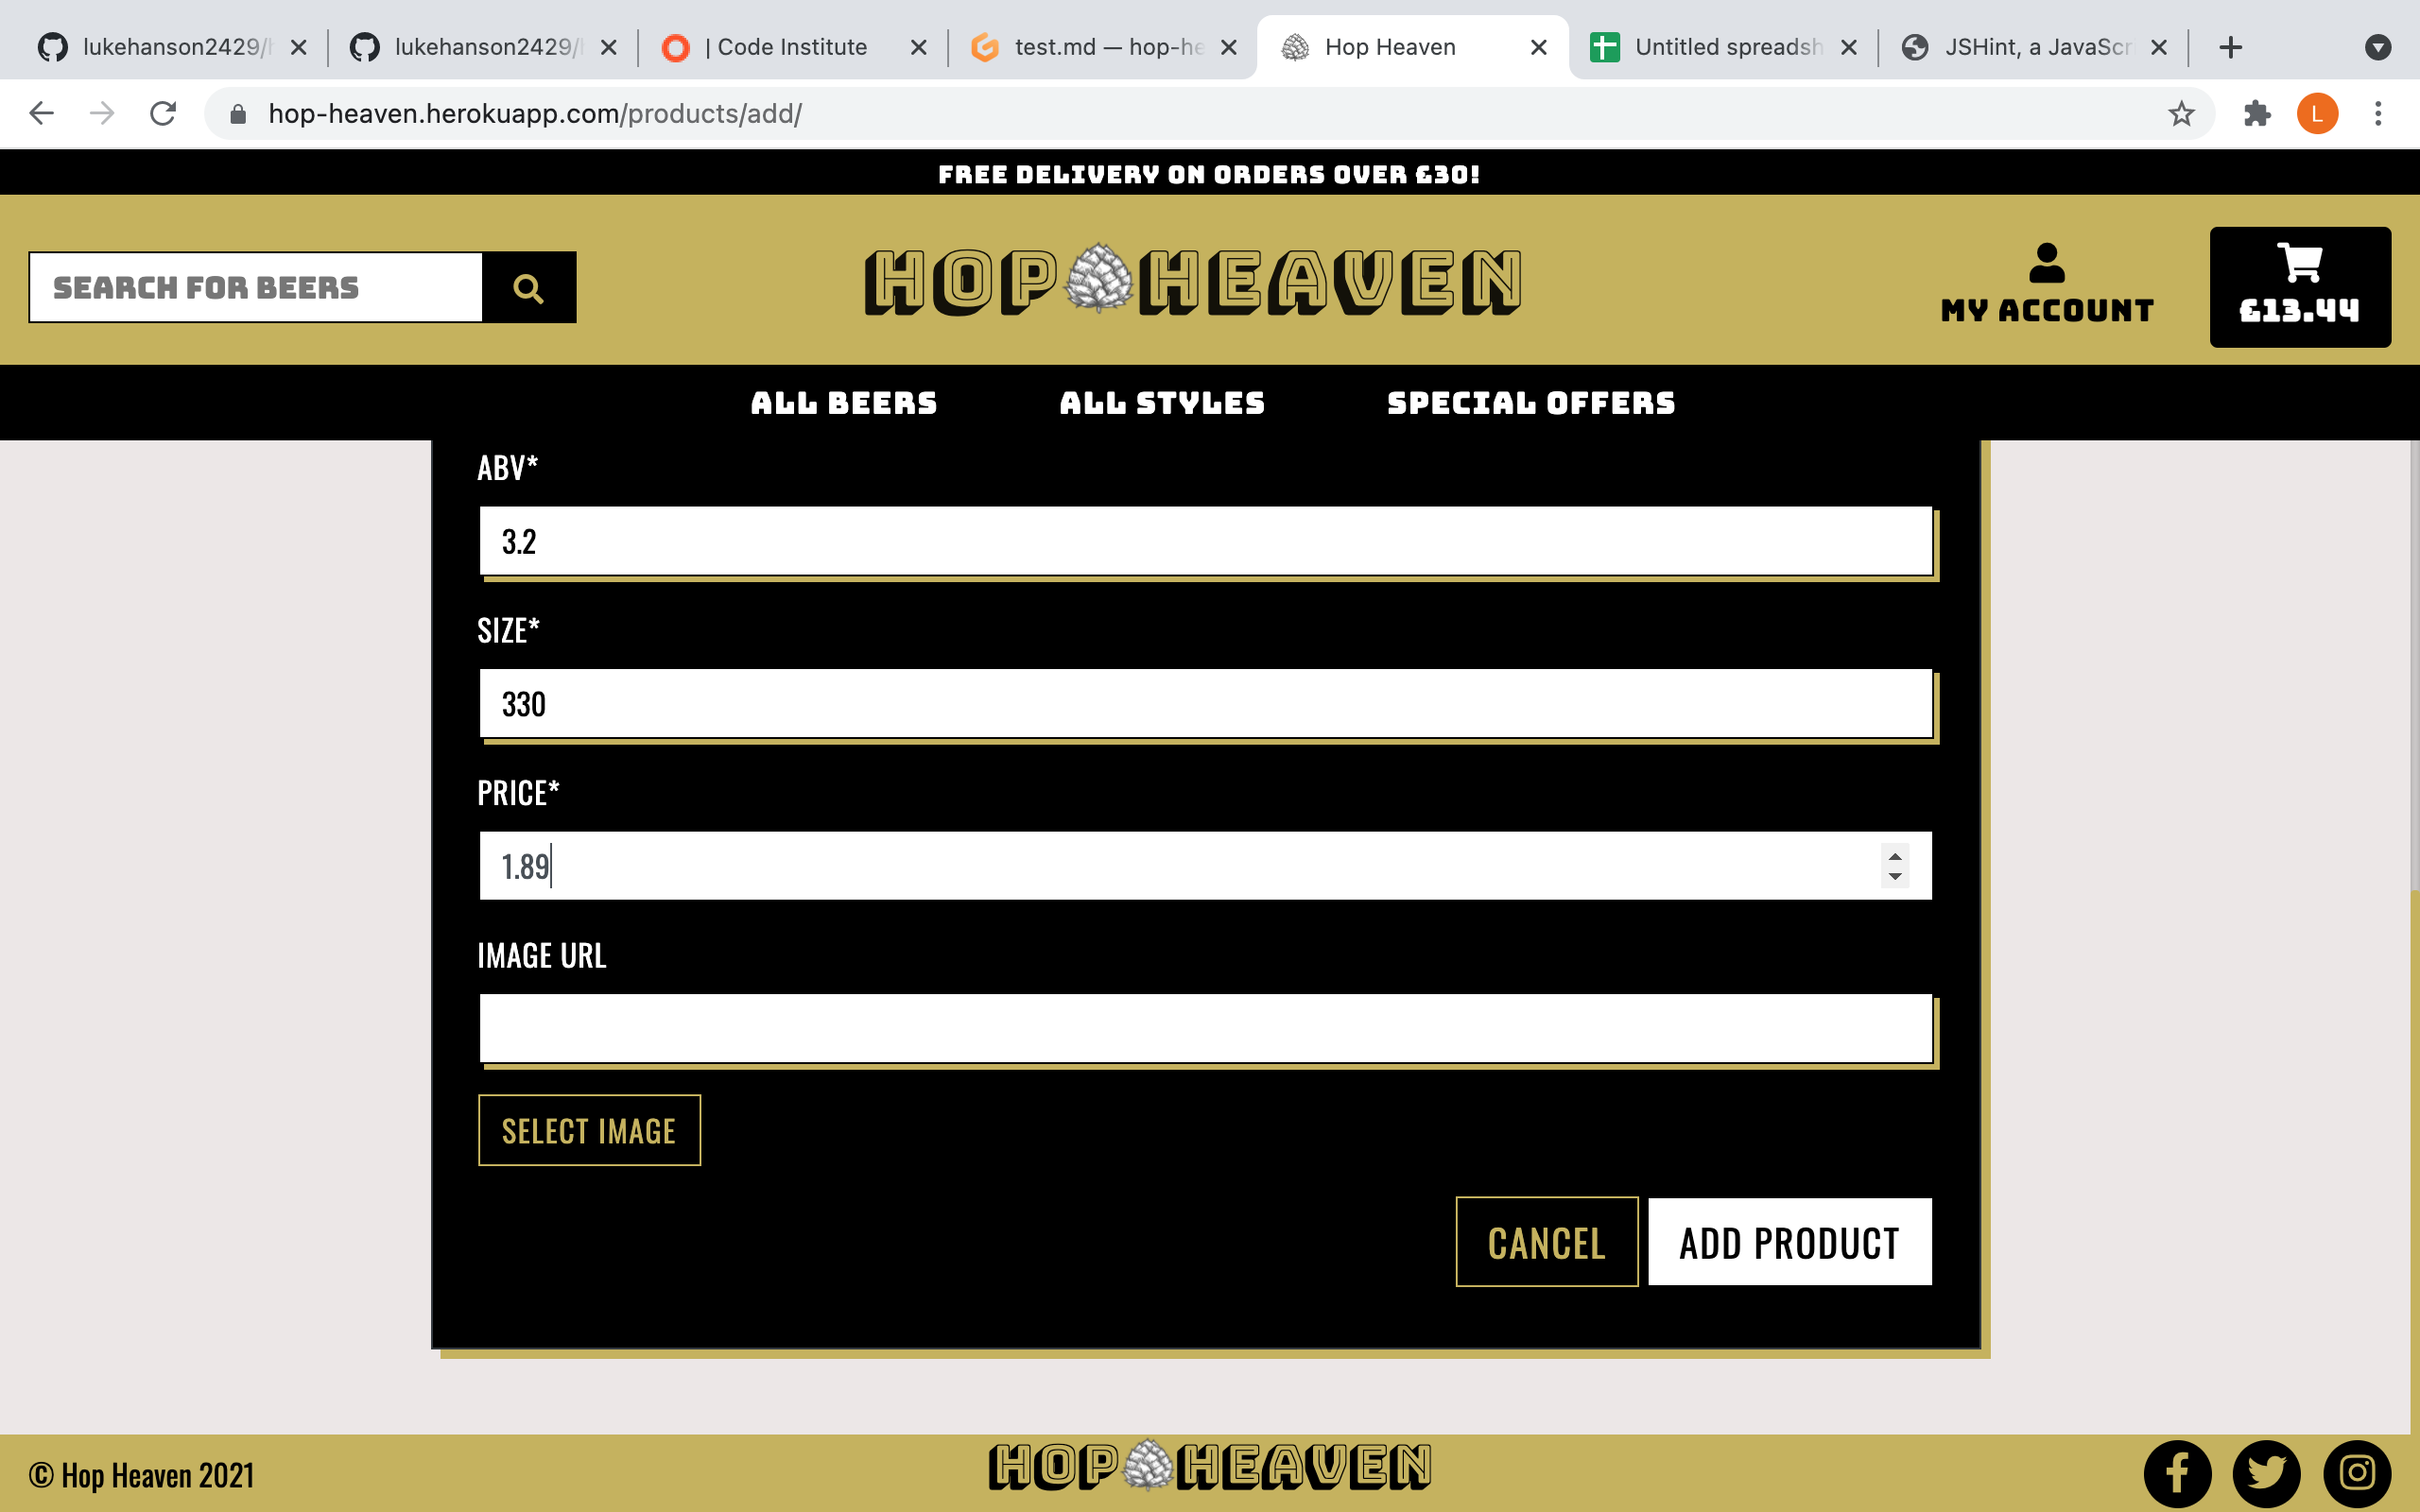 lukehanson2429/
lukehanson2429/
| Code Institute
test.md — hop-he
Hop Heaven
Untitled spreadsh
JSHint, a JavaScr
hop-heaven.herokuapp.com/products/add/
L
FREE DELIVERY ON ORDERS OVER £30!
SEARCH FOR BEERS
HOP HEAVEN
MY ACCOUNT
£13.44
ALL BEERS
ALL STYLES
SPECIAL OFFERS
ABV*
3.2
SIZE*
330
PRICE*
1.89
IMAGE URL
SELECT IMAGE
CANCEL
ADD PRODUCT
© Hop Heaven 2021
HOP HEAVEN